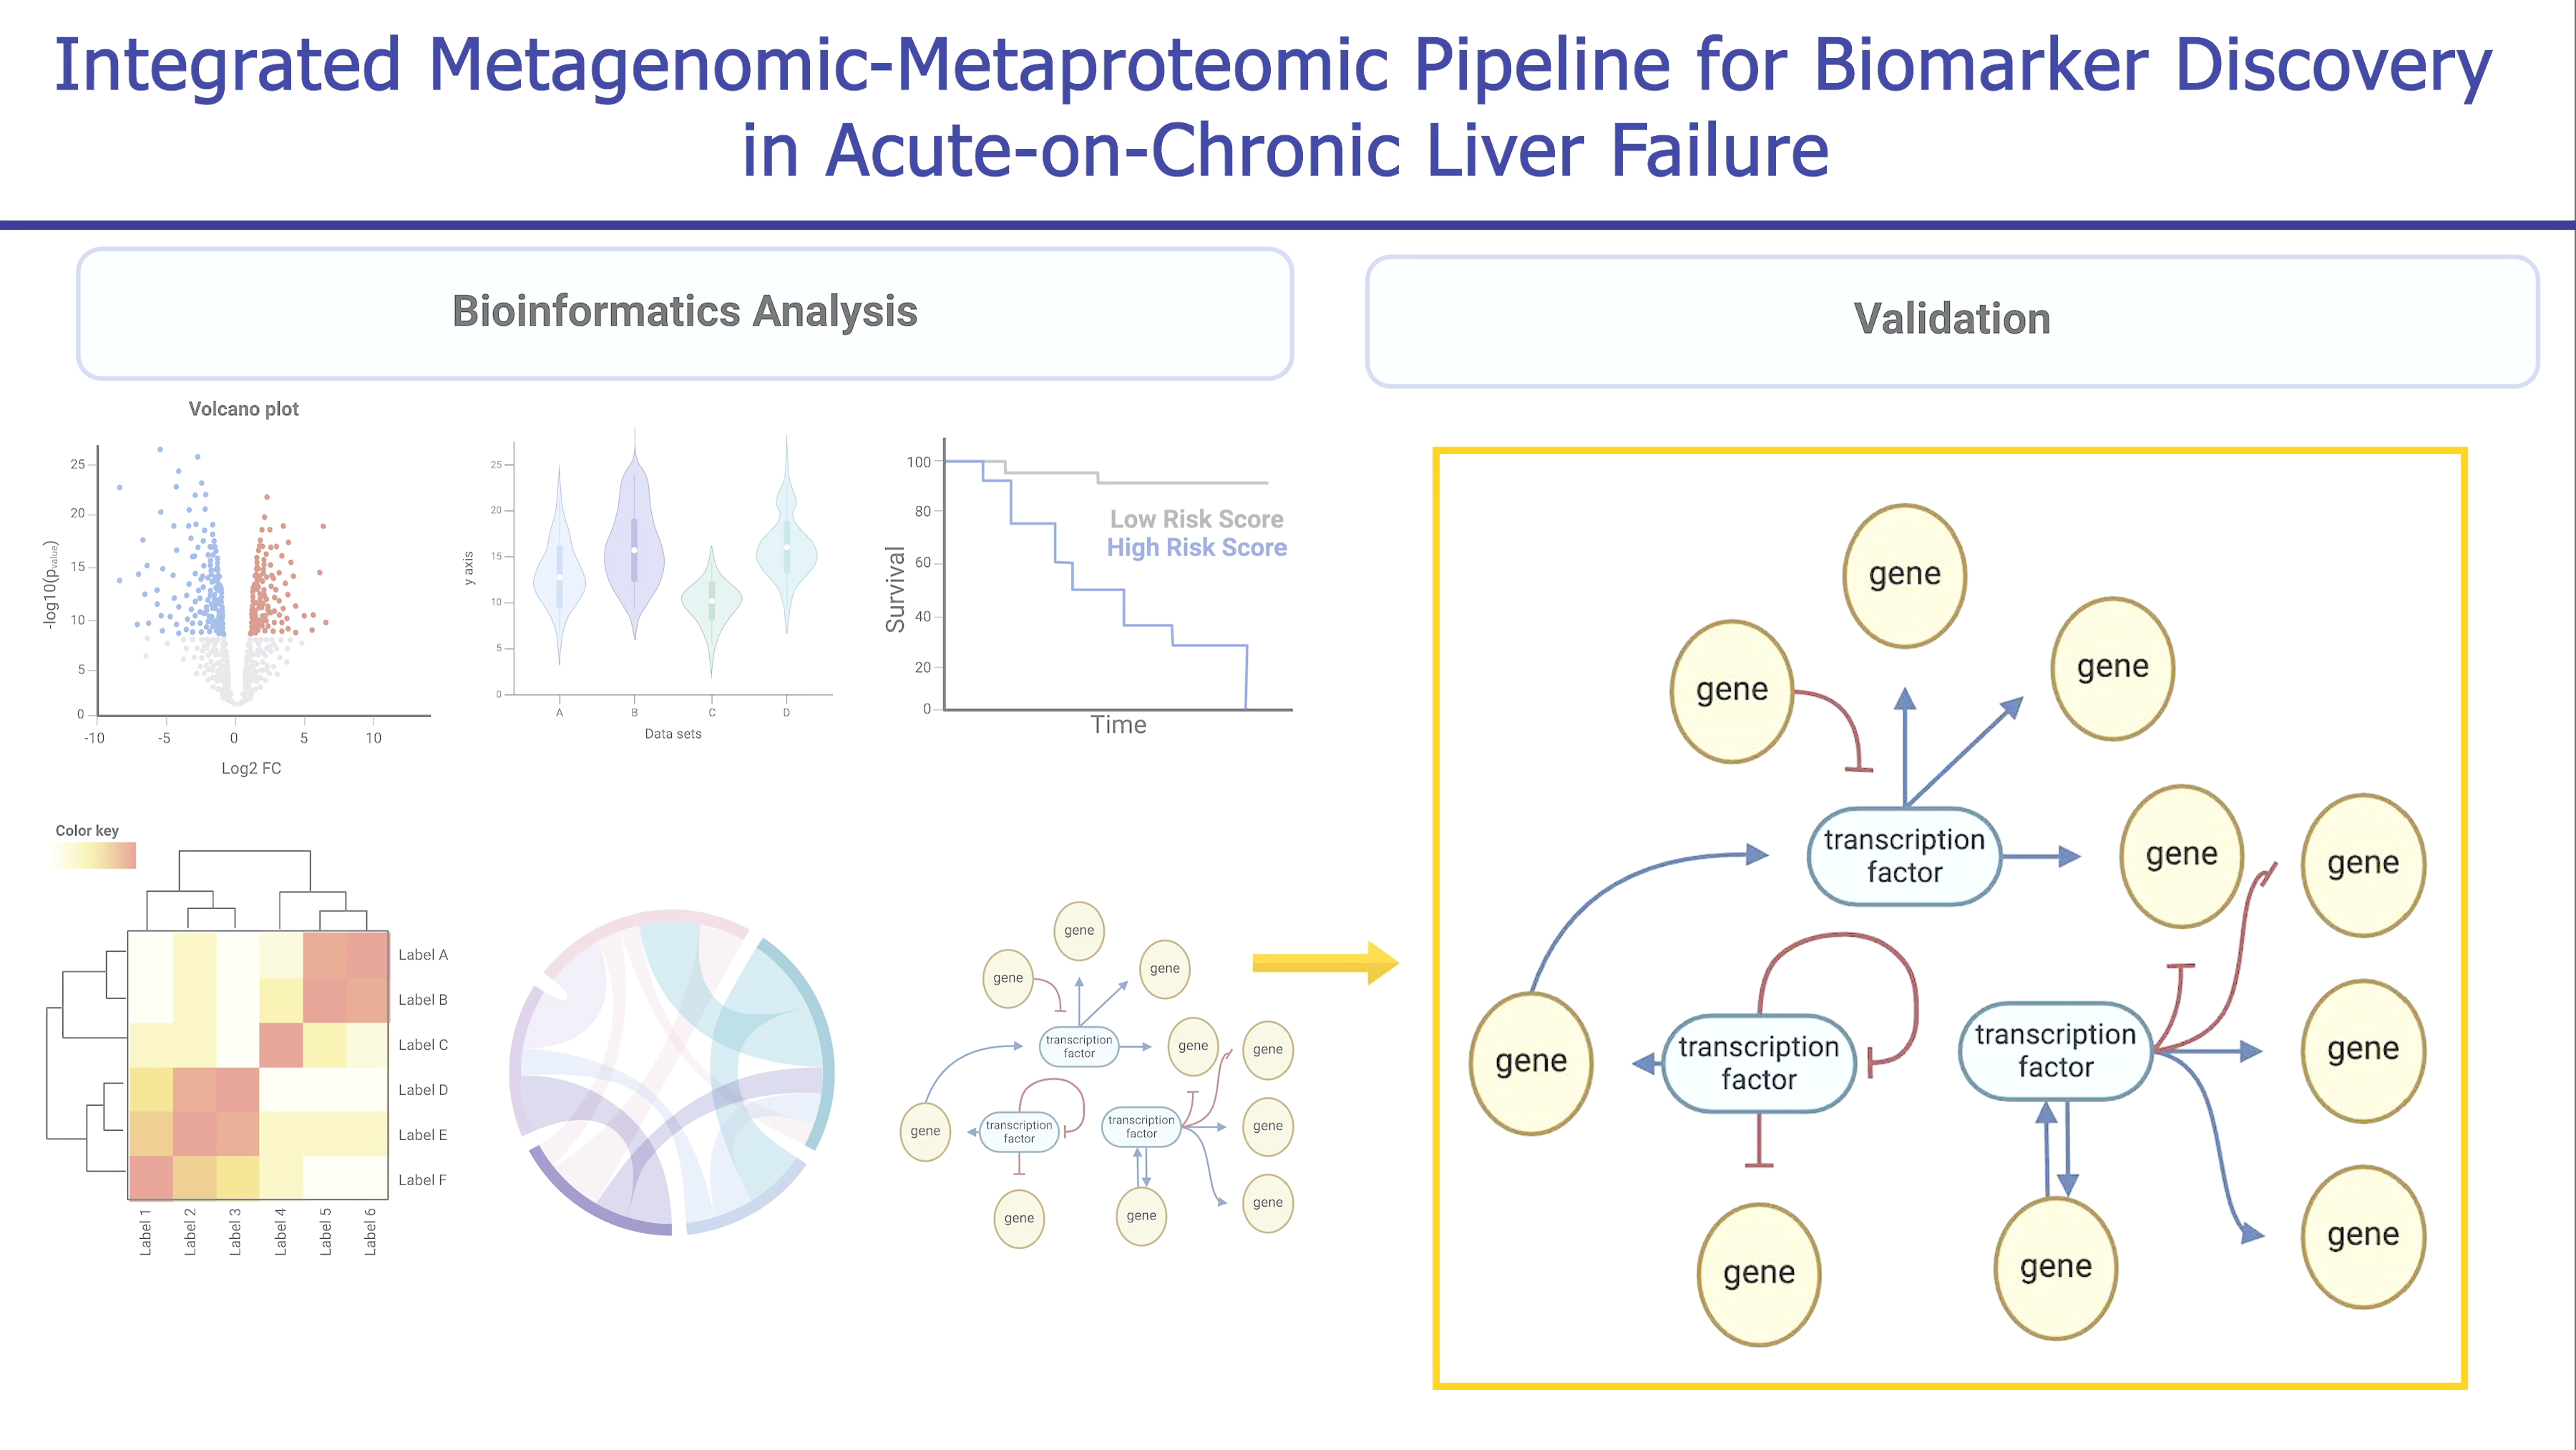 Integrated Metagenomic-Metaproteomic Pipeline for Biomarker Discovery
in Acute-on-Chronic Liver Failure
Bioinformatics Analysis
Validation
Volcano plot
-log10(pvalue)
25
20
15
10
5
0
-10
-5
0
5
10
Log2 FC
y axis
25
20
15
10
5
0
A
B
C
D
Data sets
Survival
100
80
60
40
20
0
Low Risk Score
High Risk Score
Time
Color key
Label A
Label B
Label C
Label D
Label E
Label F
Label 1
Label 2
Label 3
Label 4
Label 5
Label 6
gene
gene
gene
transcription
factor
gene
gene
gene
transcription
factor
transcription
factor
gene
gene
gene
gene
gene
gene
gene
transcription
factor
gene
gene
gene
transcription
factor
transcription
factor
gene
gene
gene
gene